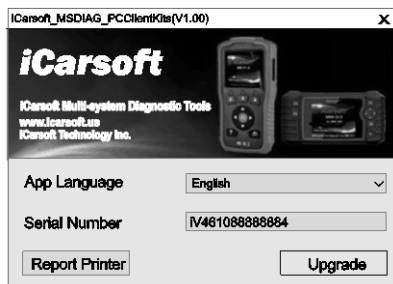 iCarsoft_MSDIAG_PCClientKits(V1.00) X
iCarsoft
iCarsoft Multi-system Diagnostic Tools
www.icarsoft.us
iCarsoft Technology Inc.
App Language English
Serial Number iV461088888884
Report Printer Upgrade